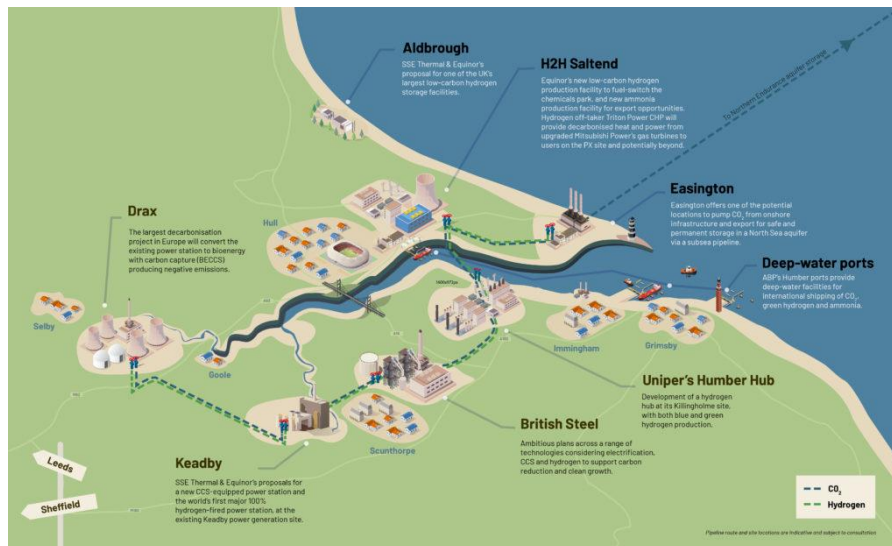 Aldbrough
SSE Thermal & Equinor's
proposal for one of the UK's
largest low-carbon hydrogen
storage facilities.
H2H Saltend
Equinor's new low-carbon hydrogen
production facility to fuel-switch the
chemicals park, and new ammonia
production facility for export opportunities.
Hydrogen off-taker Triton Power CHP will
provide decarbonised heat and power from
upgraded Mitsubishi Power's gas turbines to
users on the PX site and potentially beyond.
To Northern Endurance aquifer storage
Easington
Easington offers one of the potential
locations to pump CO₂ from onshore
infrastructure and export for safe and
permanent storage in a North Sea aquifer
via a subsea pipeline.
Drax
The largest decarbonisation
project in Europe will convert the
existing power station to bioenergy
with carbon capture (BECCS)
producing negative emissions.
Hull
Deep-water ports
ABP's Humber ports provide
deep-water facilities for
international shipping of CO₂,
green hydrogen and ammonia.
Selby
Goole
Immingham
Grimsby
Uniper's Humber Hub
Development of a hydrogen
hub at its Killingholme site,
with both blue and green
hydrogen production.
British Steel
Ambitious plans across a range of
technologies considering electrification,
CCS and hydrogen to support carbon
reduction and clean growth.
Scunthorpe
Keadby
SSE Thermal & Equinor's proposals for
a new CCS-equipped power station and
the world's first major 100%
hydrogen-fired power station, at the
existing Keadby power generation site.
Leeds
Sheffield
CO₂
Hydrogen
Pipeline route and site locations are indicative and subject to consultation